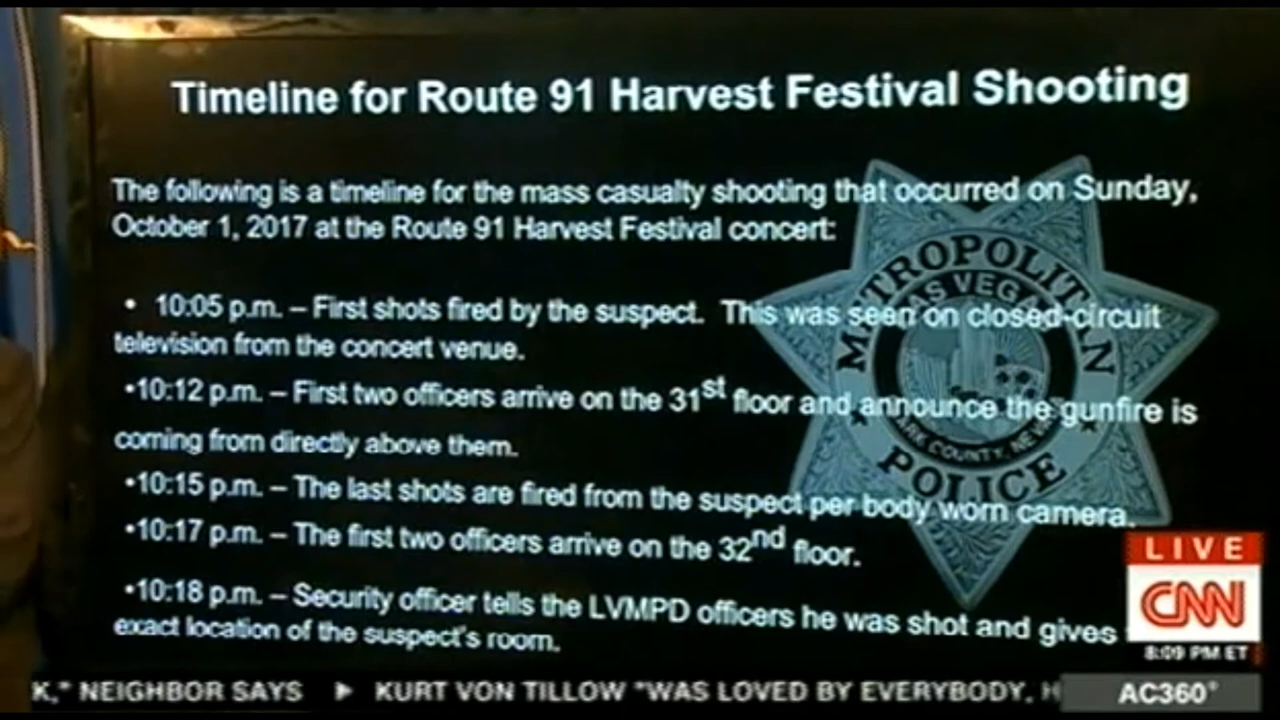 Timeline for Route 91 Harvest Festival Shooting
The following is a timeline for the mass casualty shooting that occurred on Sunday,
October 1, 2017 at the Route 91 Harvest Festival concert:
• 10:05 p.m. – First shots fired by the suspect. This was seen on closed-circuit
television from the concert venue.
•10:12 p.m. – First two officers arrive on the 31st floor and announce the gunfire is
coming from directly above them.
•10:15 p.m. – The last shots are fired from the suspect per body worn camera.
•10:17 p.m. – The first two officers arrive on the 32nd floor.
•10:18 p.m. – Security officer tells the LVMPD officers he was shot and gives
exact location of the suspect's room.
METROPOLITAN
LAS VEGAS
CLARK COUNTY, NEV
POLICE
LIVE
CNN
8:09 PM ET
K," NEIGHBOR SAYS ► KURT VON TILLOW "WAS LOVED BY EVERYBODY, H
AC360°